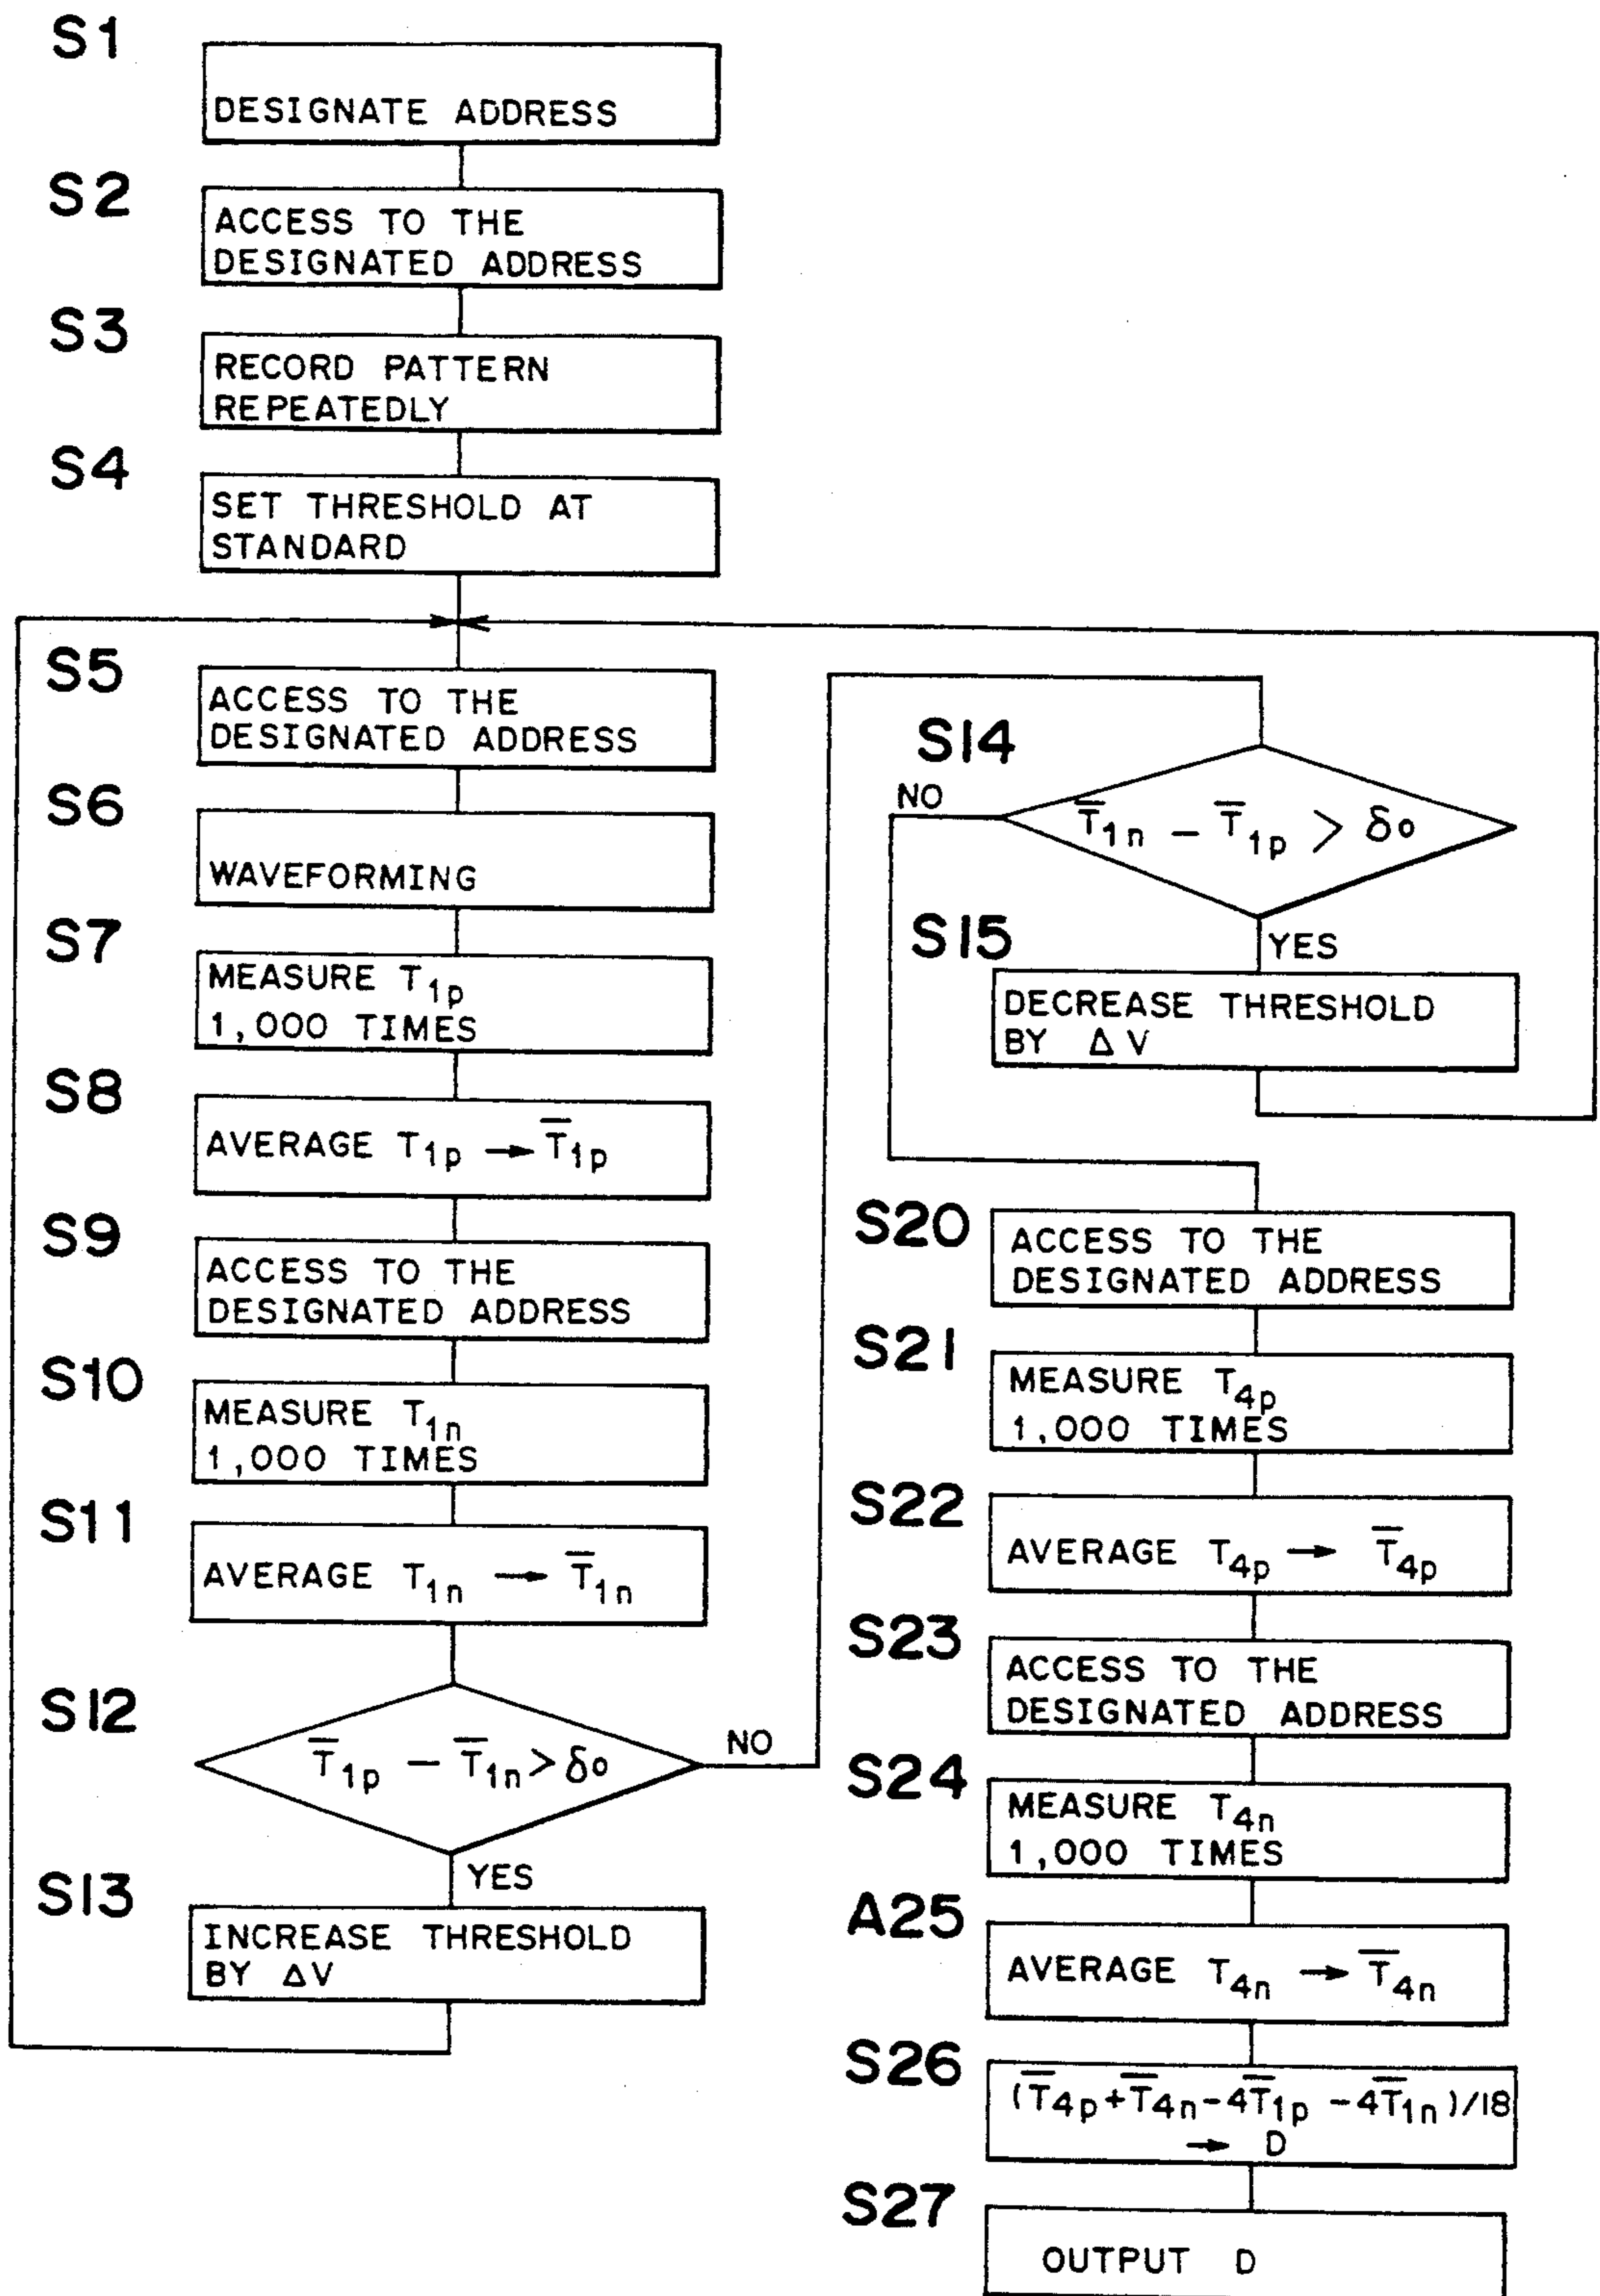 S1
DESIGNATE ADDRESS
S2
ACCESS TO THE
DESIGNATED ADDRESS
S3
RECORD PATTERN
REPEATEDLY
S4
SET THRESHOLD AT
STANDARD
S5
ACCESS TO THE
DESIGNATED ADDRESS
S6
WAVEFORMING
S7
MEASURE T1p
1,000 TIMES
S8
AVERAGE T1p → T̅1p
S9
ACCESS TO THE
DESIGNATED ADDRESS
S10
MEASURE T1n
1,000 TIMES
S11
AVERAGE T1n → T̅1n
S12
T̅1p – T̅1n > δo
NO
YES
S13
INCREASE THRESHOLD
BY ΔV
S14
T̅1n – T̅1p > δo
NO
YES
S15
DECREASE THRESHOLD
BY ΔV
S20
ACCESS TO THE
DESIGNATED ADDRESS
S21
MEASURE T4p
1,000 TIMES
S22
AVERAGE T4p → T̅4p
S23
ACCESS TO THE
DESIGNATED ADDRESS
S24
MEASURE T4n
1,000 TIMES
A25
AVERAGE T4n → T̅4n
S26
(T̅4p+T̅4n-4T̅1p -4T̅1n)/18
→ D
S27
OUTPUT D